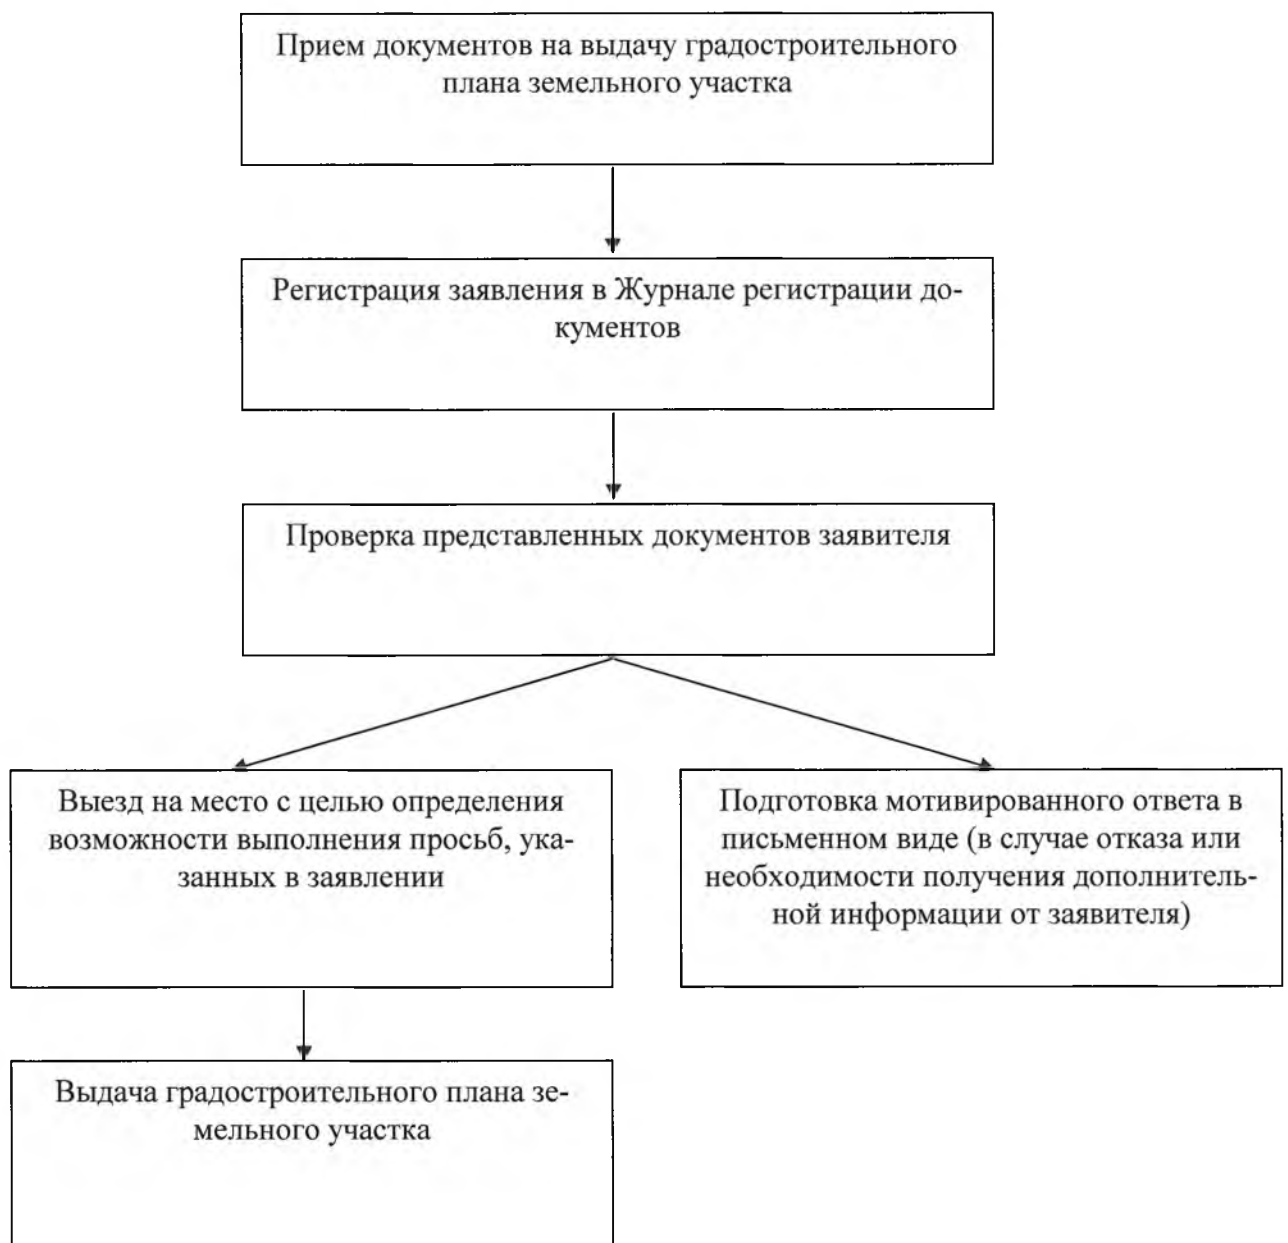 Прием документов на выдачу градостроительного
плана земельного участка
Регистрация заявления в Журнале регистрации до-
кументов
Проверка представленных документов заявителя
Выезд на место с целью определения
возможности выполнения просьб, ука-
занных в заявлении
Подготовка мотивированного ответа в
письменном виде (в случае отказа или
необходимости получения дополнитель-
ной информации от заявителя)
Выдача градостроительного плана зе-
мельного участка